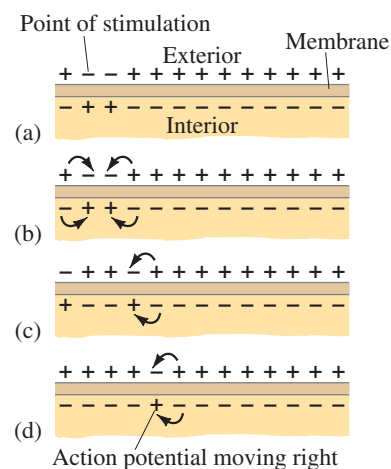 Point of stimulation
Exterior
Membrane
+ − − + + + + + + + + + +
− + + − − − − − − − − − −
(a)
Interior
+ − − + + + + + + + + + +
− + + − − − − − − − − − −
(b)
− + + − + + + + + + + + +
+ − − + − − − − − − − − −
(c)
+ + + + − + + + + + + + +
− − − − + − − − − − − − −
(d)
Action potential moving right